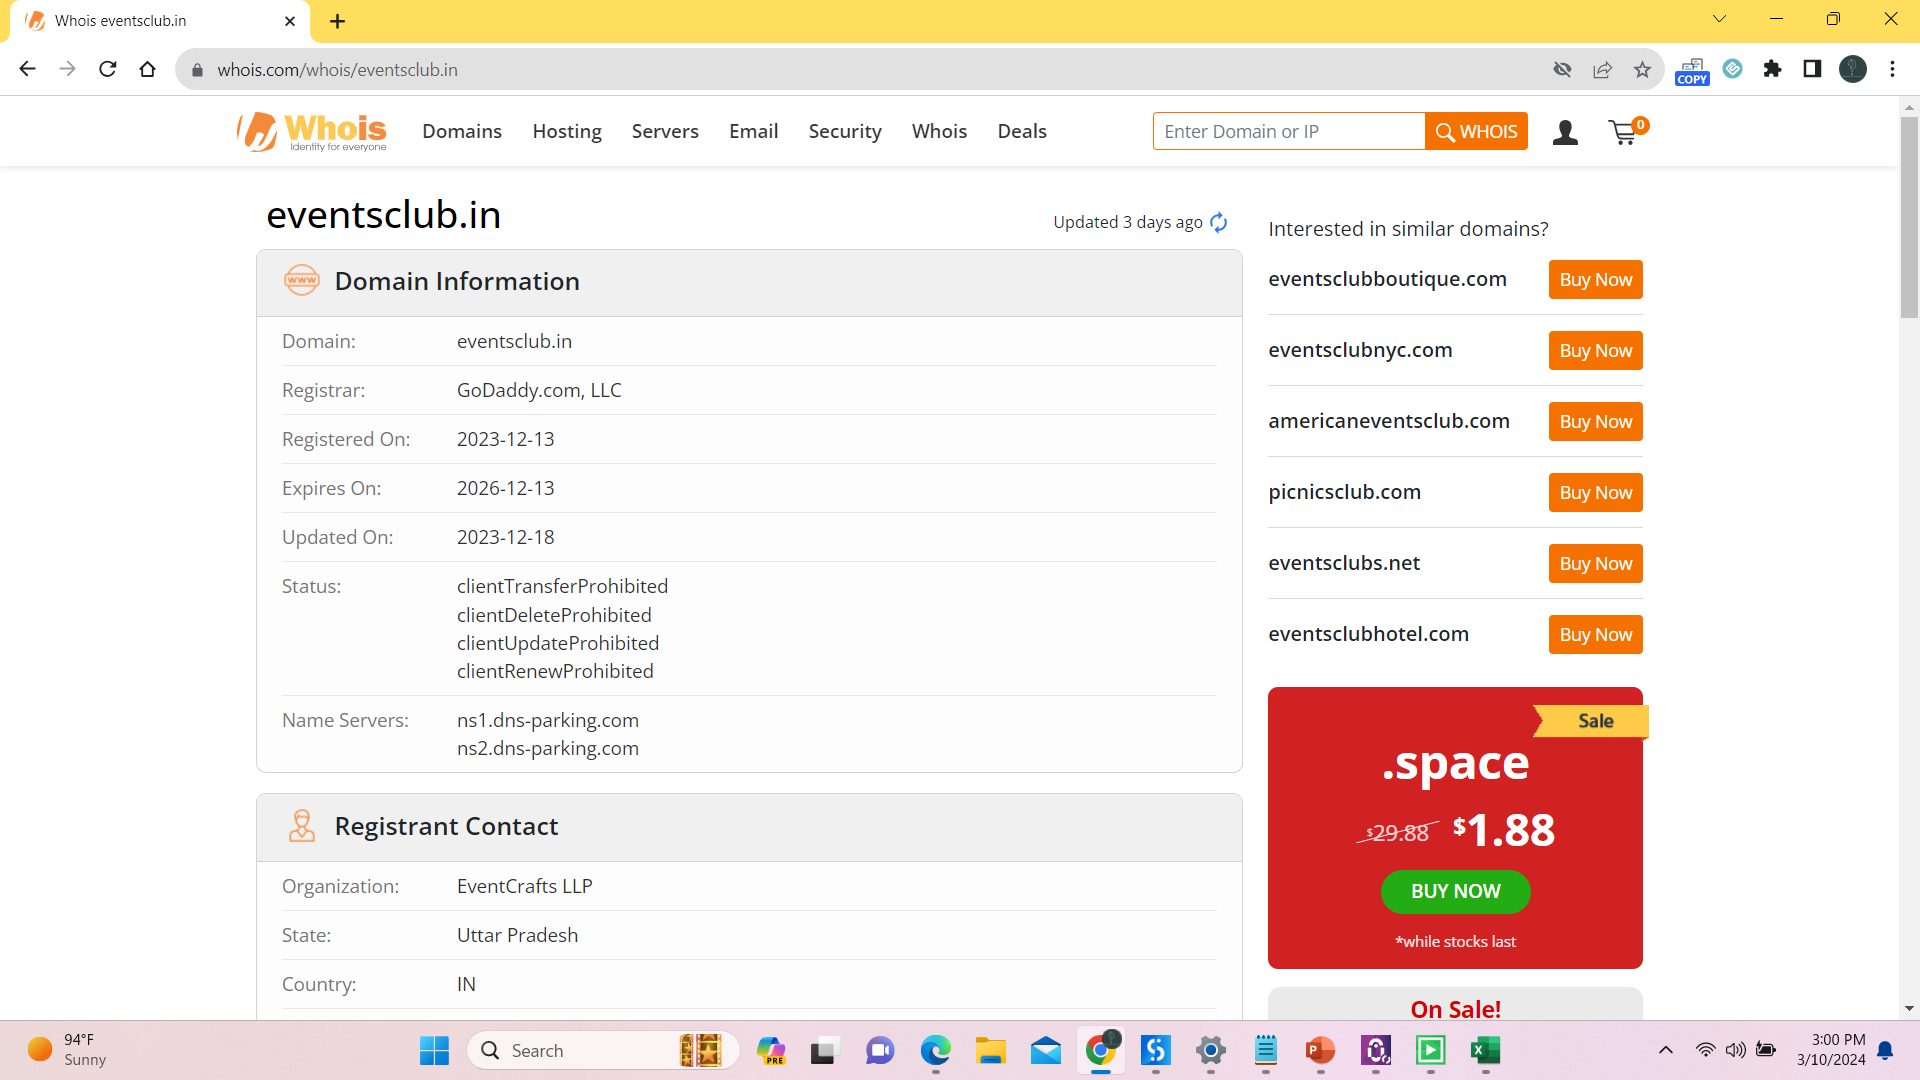 Whois eventsclub.in
whois.com/whois/eventsclub.in
COPY
Whois
Identity for everyone
Domains Hosting Servers Email Security Whois Deals
Enter Domain or IP
WHOIS
0
eventsclub.in
Updated 3 days ago
www
Domain Information
Domain: eventsclub.in
Registrar: GoDaddy.com, LLC
Registered On: 2023-12-13
Expires On: 2026-12-13
Updated On: 2023-12-18
Status: clientTransferProhibited
clientDeleteProhibited
clientUpdateProhibited
clientRenewProhibited
Name Servers: ns1.dns-parking.com
ns2.dns-parking.com
Registrant Contact
Organization: EventCrafts LLP
State: Uttar Pradesh
Country: IN
Interested in similar domains?
eventsclubboutique.com Buy Now
eventsclubnyc.com Buy Now
americaneventsclub.com Buy Now
picnicsclub.com Buy Now
eventsclubs.net Buy Now
eventsclubhotel.com Buy Now
Sale
.space
$29.88 $1.88
BUY NOW
*while stocks last
On Sale!
94°F
Sunny
Search
PRE
3:00 PM
3/10/2024